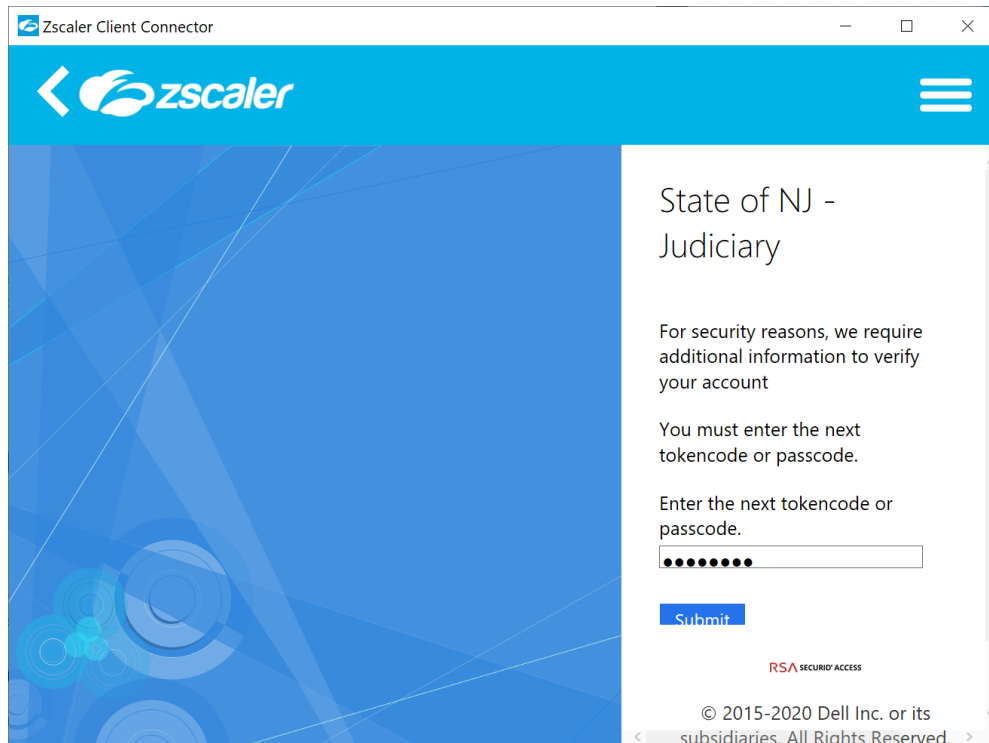 Zscaler Client Connector
zscaler
State of NJ -
Judiciary
For security reasons, we require
additional information to verify
your account
You must enter the next
tokencode or passcode.
Enter the next tokencode or
passcode.
●●●●●●●●
Submit
RSA SECURID® ACCESS
© 2015-2020 Dell Inc. or its
subsidiaries. All Rights Reserved.